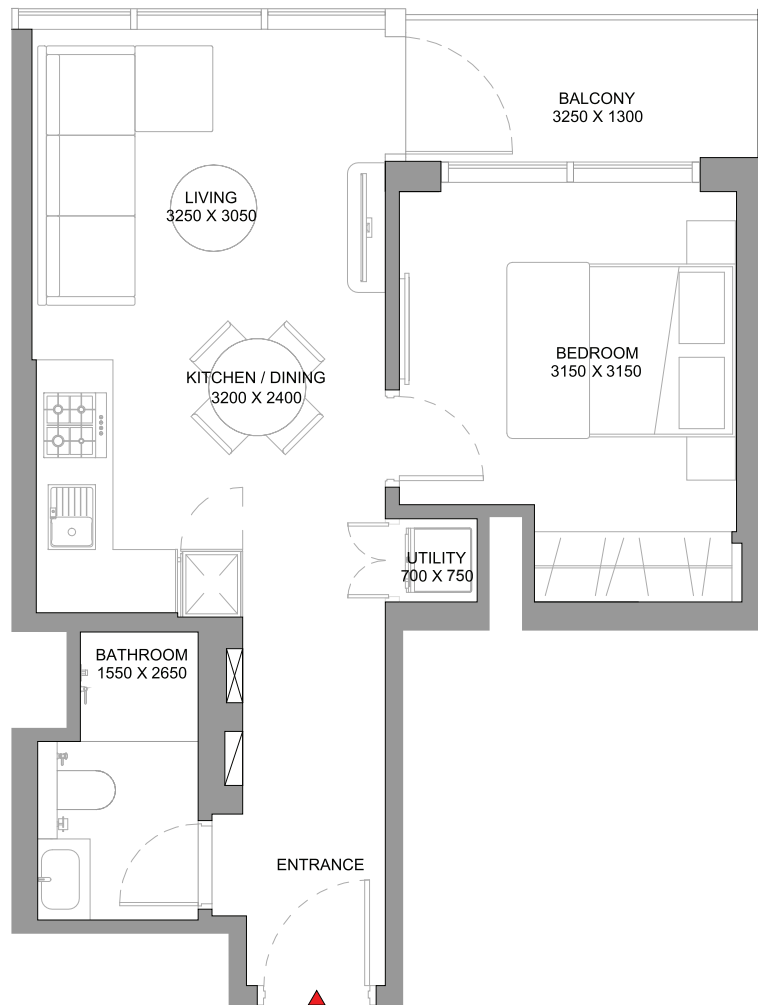 BALCONY
3250 X 1300
LIVING
3250 X 3050
BEDROOM
3150 X 3150
KITCHEN / DINING
3200 X 2400
UTILITY
700 X 750
BATHROOM
1550 X 2650
ENTRANCE